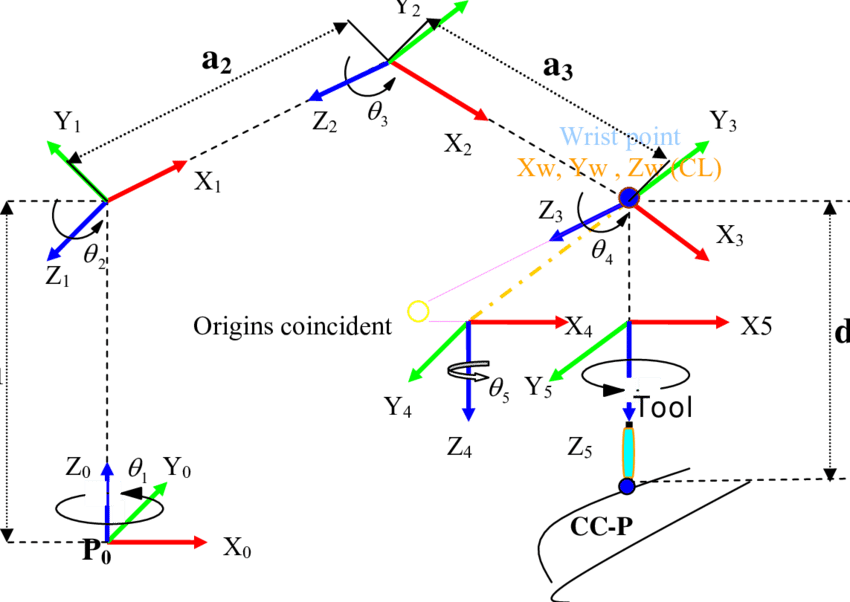 Y₂
a₂
a₃
θ₃
Z₂
Y₁
X₂
Y₃
Wrist point
Xw, Yw , Zw (CL)
X₁
Z₃
X₃
θ₂
θ₄
Z₁
Origins coincident
X₄
X5
d
θ₅
Y₅
Y₄
Tool
Z₄
Z₅
Z₀
θ₁
Y₀
CC-P
P₀
X₀